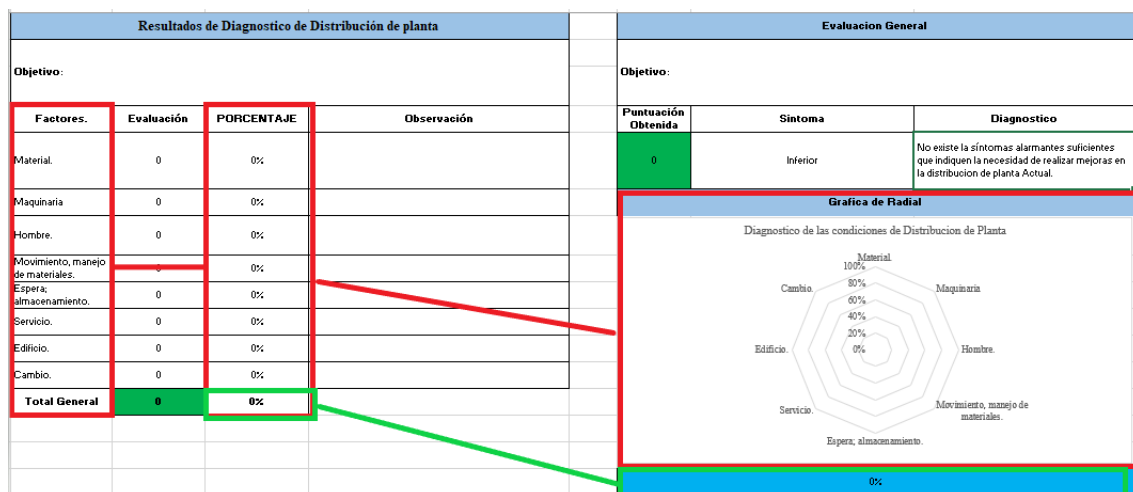 Resultados de Diagnostico de Distribución de planta
Objetivo:
Factores. Evaluación PORCENTAJE Observación
Material. 0 0%
Maquinaria 0 0%
Hombre. 0 0%
Movimiento, manejo
de materiales. 0 0%
Espera;
almacenamiento. 0 0%
Servicio. 0 0%
Edificio. 0 0%
Cambio. 0 0%
Total General 0 0%
Evaluacion General
Objetivo:
Puntuación
Obtenida Sintoma Diagnostico
0 Inferior
No existe la síntomas alarmantes suficientes
que indiquen la necesidad de realizar mejoras en
la distribucion de planta Actual.
Grafica de Radial
Diagnostico de las condiciones de Distribucion de Planta
Material.
100%
80%
60%
40%
20%
0%
Maquinaria
Hombre.
Movimiento, manejo de
materiales.
Espera; almacenamiento.
Servicio.
Edificio.
Cambio.
0%